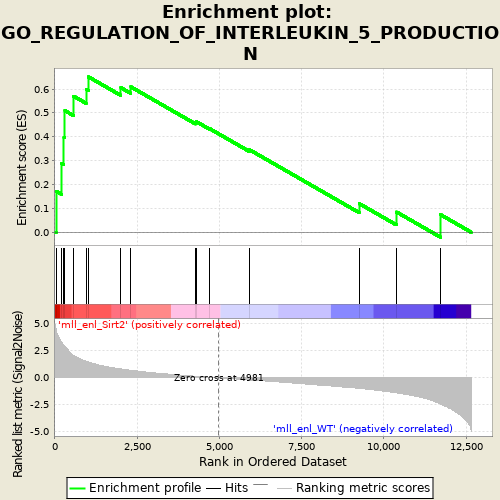 Enrichment plot:
GO_REGULATION_OF_INTERLEUKIN_5_PRODUCTIO
N
Enrichment score (ES)
0.6
0.5
0.4
0.3
0.2
0.1
0.0
Ranked list metric (Signal2Noise)
5.0
2.5
0.0
-2.5
-5.0
'mll_enl_Sirt2' (positively correlated)
Zero cross at 4981
'mll_enl_WT' (negatively correlated)
0
2,500
5,000
7,500
10,000
12,500
Rank in Ordered Dataset
Enrichment profile
Hits
Ranking metric scores